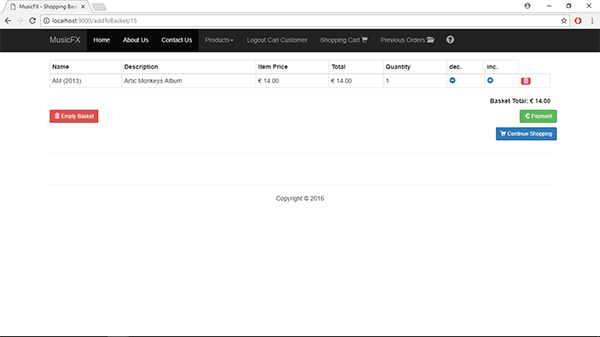 MusicFX - Shopping Bas
localhost:9000/addToBasket/15
MusicFX Home About Us Contact Us Products Logout Carl Customer Shopping Cart Previous Orders
Name Description Item Price Total Quantity dec. inc.
AM (2013) Artic Monkeys Album € 14.00 € 14.00 1
Basket Total: € 14.00
Empty Basket Payment
Continue Shopping
Copyright © 2016